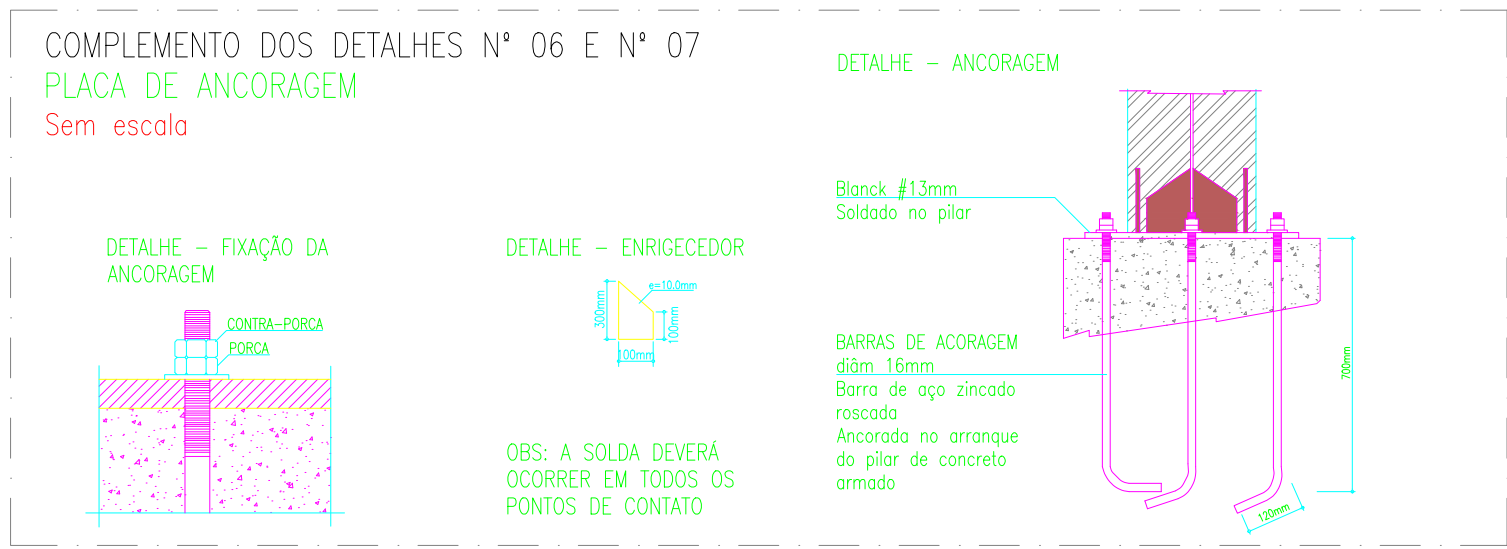 COMPLEMENTO DOS DETALHES Nº 06 E Nº 07
PLACA DE ANCORAGEM
Sem escala
DETALHE - FIXAÇÃO DA
ANCORAGEM
CONTRA-PORCA
PORCA
DETALHE - ENRIGECEDOR
e=10.0mm
300mm
100mm
100mm
OBS: A SOLDA DEVERÁ
OCORRER EM TODOS OS
PONTOS DE CONTATO
DETALHE - ANCORAGEM
Blanck #13mm
Soldado no pilar
BARRAS DE ACORAGEM
diâm 16mm
Barra de aço zincado
roscada
Ancorada no arranque
do pilar de concreto
armado
700mm
120mm